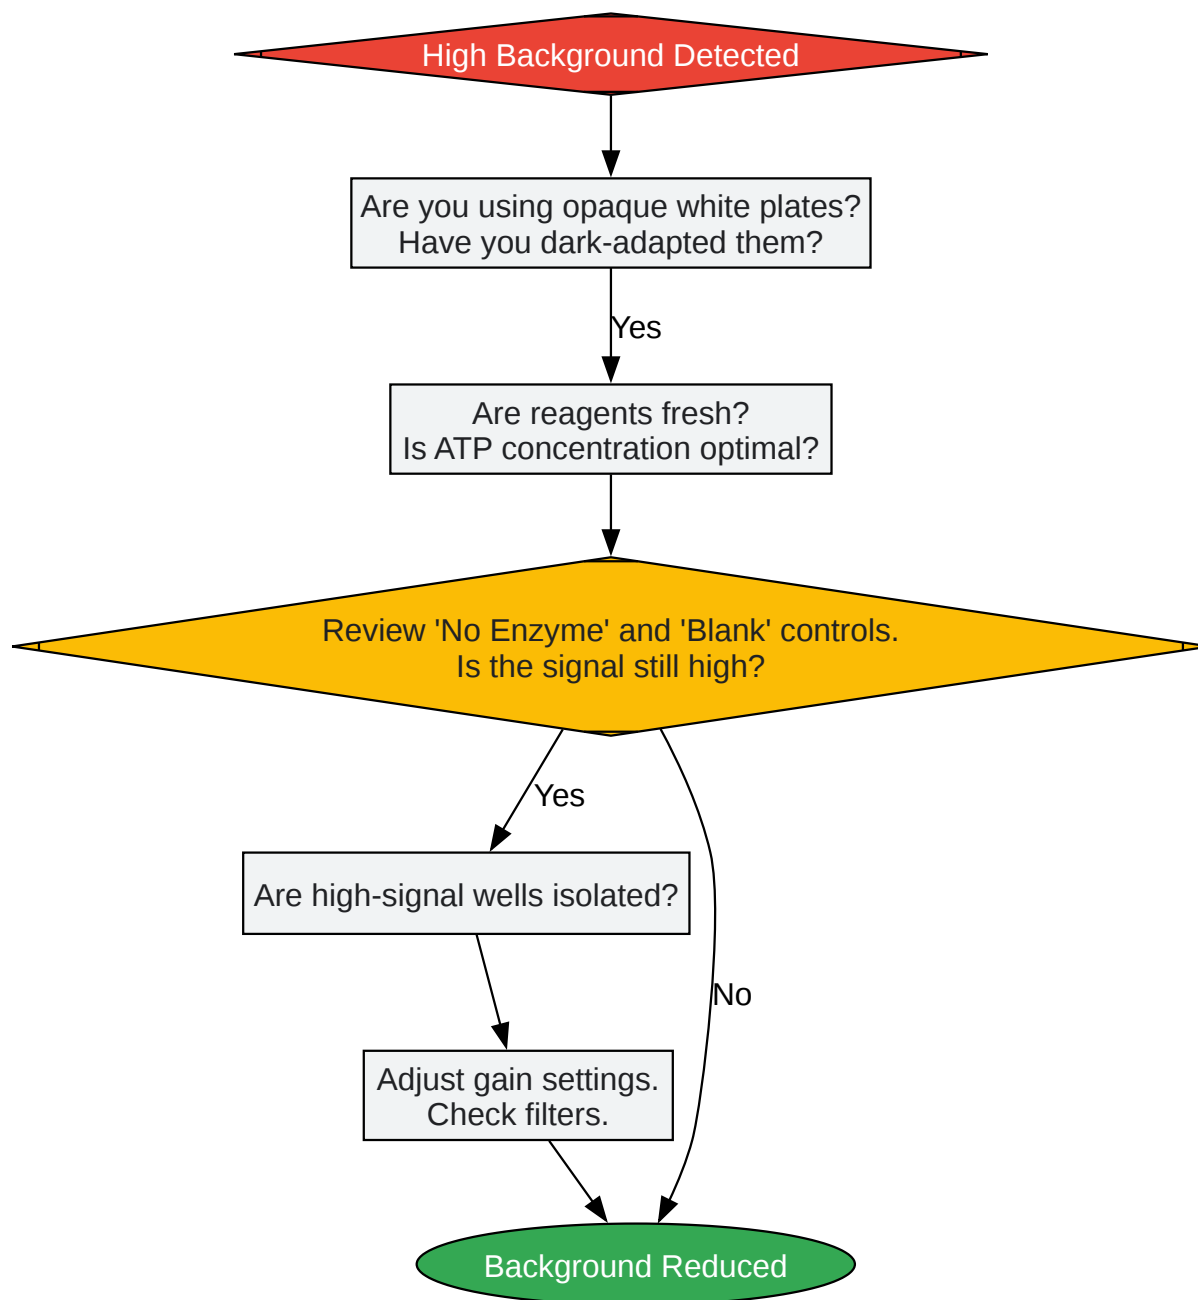 High Background Detected
Are you using opaque white plates?
Have you dark-adapted them?
Yes
Are reagents fresh?
Is ATP concentration optimal?
Review 'No Enzyme' and 'Blank' controls.
Is the signal still high?
Yes
Are high-signal wells isolated?
No
Adjust gain settings.
Check filters.
Background Reduced